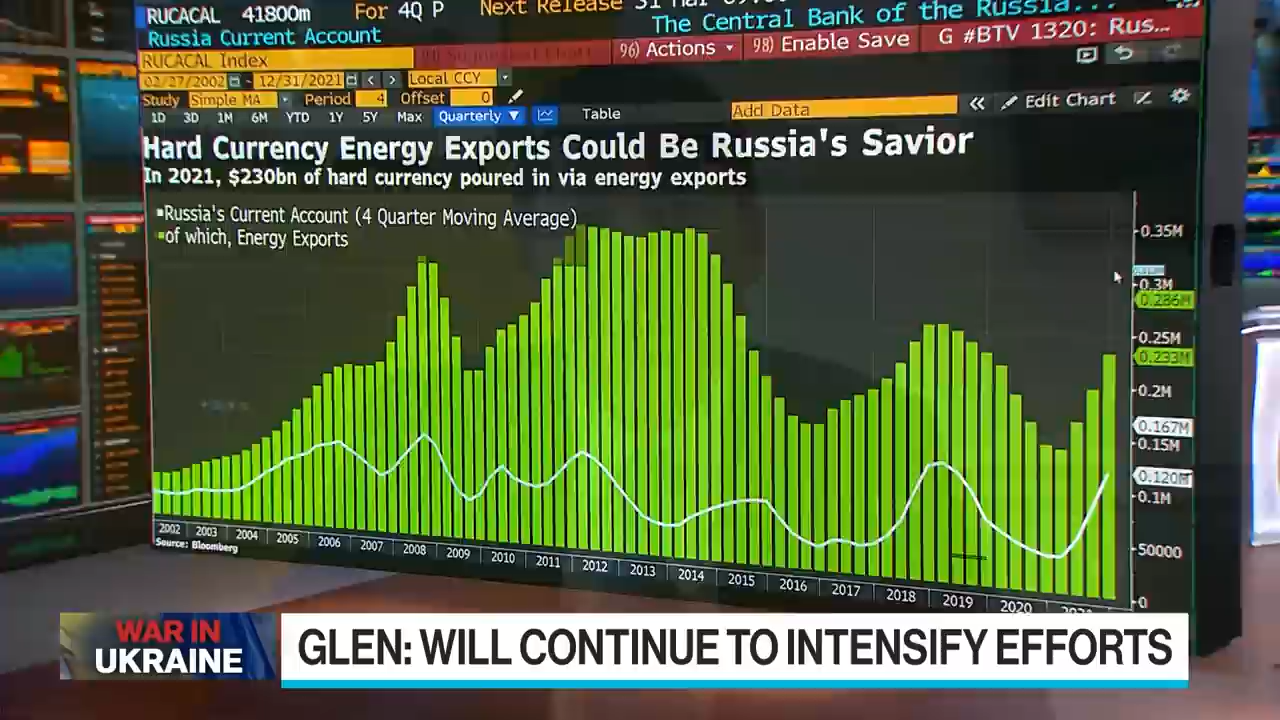 RUCACAL 41800m For 4Q P Next Release 31 Mar
The Central Bank of the Russia...
Russia Current Account
RUCACAL Index 96) Actions 98) Enable Save G #BTV 1320: Rus...
02/27/2002 - 12/31/2021 < > Local CCY
Study Simple MA Period 4 Offset 0
1D 3D 1M 6M YTD 1Y 5Y Max Quarterly ▼ Table Add Data « Edit Chart
Hard Currency Energy Exports Could Be Russia's Savior
In 2021, $230bn of hard currency poured in via energy exports
Russia's Current Account (4 Quarter Moving Average)
of which, Energy Exports
0.35M
0.3M
0.286M
0.25M
0.233M
0.2M
0.167M
0.15M
0.120M
0.1M
50000
0
2002 2003 2004 2005 2006 2007 2008 2009 2010 2011 2012 2013 2014 2015 2016 2017 2018 2019 2020
Source: Bloomberg
WAR IN
UKRAINE
GLEN: WILL CONTINUE TO INTENSIFY EFFORTS